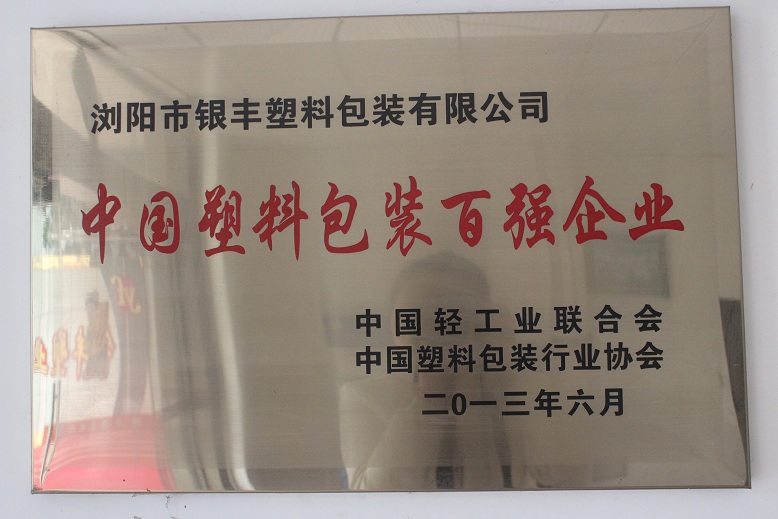 浏阳市银丰塑料包装有限公司
中国塑料包装百强企业
中国轻工业联合会
中国塑料包装行业协会
二0一三年六月